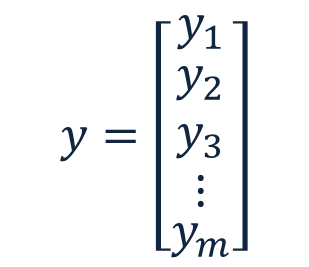 y₁
y₂
y = y₃
⋮
yₘ